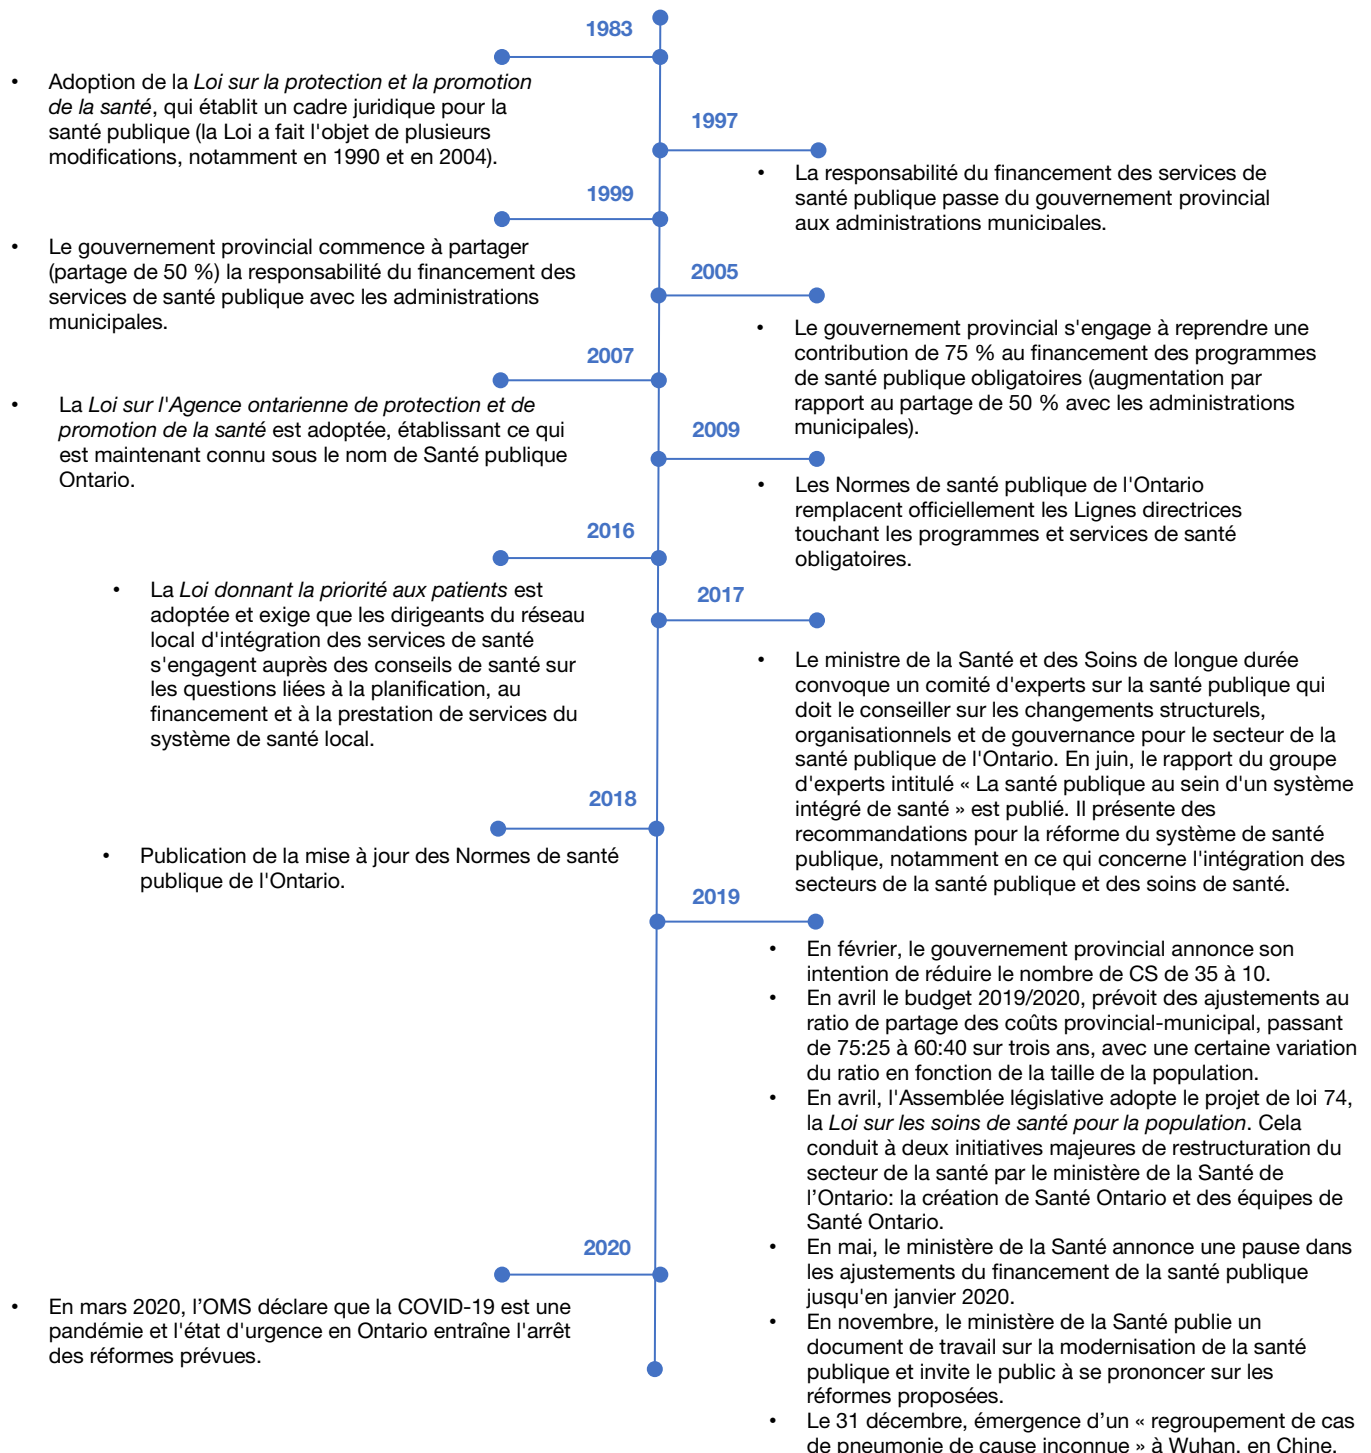 1983
• Adoption de la Loi sur la protection et la promotion
de la santé, qui établit un cadre juridique pour la
santé publique (la Loi a fait l'objet de plusieurs
modifications, notamment en 1990 et en 2004).
1997
• La responsabilité du financement des services de
santé publique passe du gouvernement provincial
aux administrations municipales.
1999
• Le gouvernement provincial commence à partager
(partage de 50 %) la responsabilité du financement des
services de santé publique avec les administrations
municipales.
2005
• Le gouvernement provincial s'engage à reprendre une
contribution de 75 % au financement des programmes
de santé publique obligatoires (augmentation par
rapport au partage de 50 % avec les administrations
municipales).
2007
• La Loi sur l'Agence ontarienne de protection et de
promotion de la santé est adoptée, établissant ce qui
est maintenant connu sous le nom de Santé publique
Ontario.
2009
• Les Normes de santé publique de l'Ontario
remplacent officiellement les Lignes directrices
touchant les programmes et services de santé
obligatoires.
2016
• La Loi donnant la priorité aux patients est
adoptée et exige que les dirigeants du réseau
local d'intégration des services de santé
s'engagent auprès des conseils de santé sur
les questions liées à la planification, au
financement et à la prestation de services du
système de santé local.
2017
• Le ministre de la Santé et des Soins de longue durée
convoque un comité d'experts sur la santé publique qui
doit le conseiller sur les changements structurels,
organisationnels et de gouvernance pour le secteur de la
santé publique de l'Ontario. En juin, le rapport du groupe
d'experts intitulé « La santé publique au sein d'un système
intégré de santé » est publié. Il présente des
recommandations pour la réforme du système de santé
publique, notamment en ce qui concerne l'intégration des
secteurs de la santé publique et des soins de santé.
2018
• Publication de la mise à jour des Normes de santé
publique de l'Ontario.
2019
• En février, le gouvernement provincial annonce son
intention de réduire le nombre de CS de 35 à 10.
• En avril le budget 2019/2020, prévoit des ajustements au
ratio de partage des coûts provincial-municipal, passant
de 75:25 à 60:40 sur trois ans, avec une certaine variation
du ratio en fonction de la taille de la population.
• En avril, l'Assemblée législative adopte le projet de loi 74,
la Loi sur les soins de santé pour la population. Cela
conduit à deux initiatives majeures de restructuration du
secteur de la santé par le ministère de la Santé de
l’Ontario: la création de Santé Ontario et des équipes de
Santé Ontario.
• En mai, le ministère de la Santé annonce une pause dans
les ajustements du financement de la santé publique
jusqu'en janvier 2020.
• En novembre, le ministère de la Santé publie un
document de travail sur la modernisation de la santé
publique et invite le public à se prononcer sur les
réformes proposées.
• Le 31 décembre, émergence d’un « regroupement de cas
de pneumonie de cause inconnue » à Wuhan, en Chine.
2020
• En mars 2020, l’OMS déclare que la COVID-19 est une
pandémie et l'état d'urgence en Ontario entraîne l'arrêt
des réformes prévues.